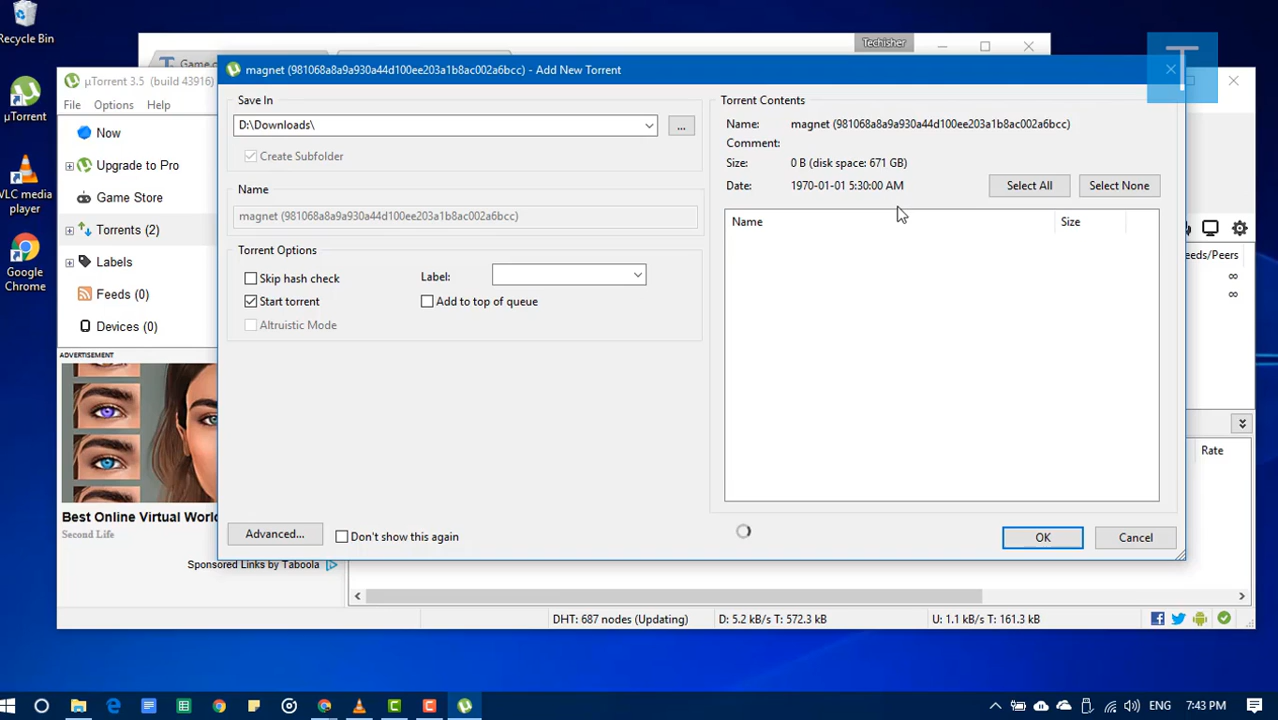 Recycle Bin
µTorrent
VLC media
player
Google
Chrome
Techisher
T
µTorrent 3.5 (build 43916)
File Options Help
Now
Upgrade to Pro
Game Store
Torrents (2)
Labels
Feeds (0)
Devices (0)
ADVERTISEMENT
Best Online Virtual World
Second Life
Sponsored Links by Taboola
magnet (981068a8a9a930a44d100ee203a1b8ac002a6bcc) - Add New Torrent
Save In
D:\Downloads\
...
Create Subfolder
Name
magnet (981068a8a9a930a44d100ee203a1b8ac002a6bcc)
Torrent Options
Skip hash check
Label:
Start torrent
Add to top of queue
Altruistic Mode
Advanced...
Don't show this again
Torrent Contents
Name: magnet (981068a8a9a930a44d100ee203a1b8ac002a6bcc)
Comment:
Size: 0 B (disk space: 671 GB)
Date: 1970-01-01 5:30:00 AM
Select All
Select None
Name Size
OK
Cancel
eeds/Peers
∞
∞
Rate
DHT: 687 nodes (Updating)
D: 5.2 kB/s T: 572.3 kB
U: 1.1 kB/s T: 161.3 kB
ENG
7:43 PM